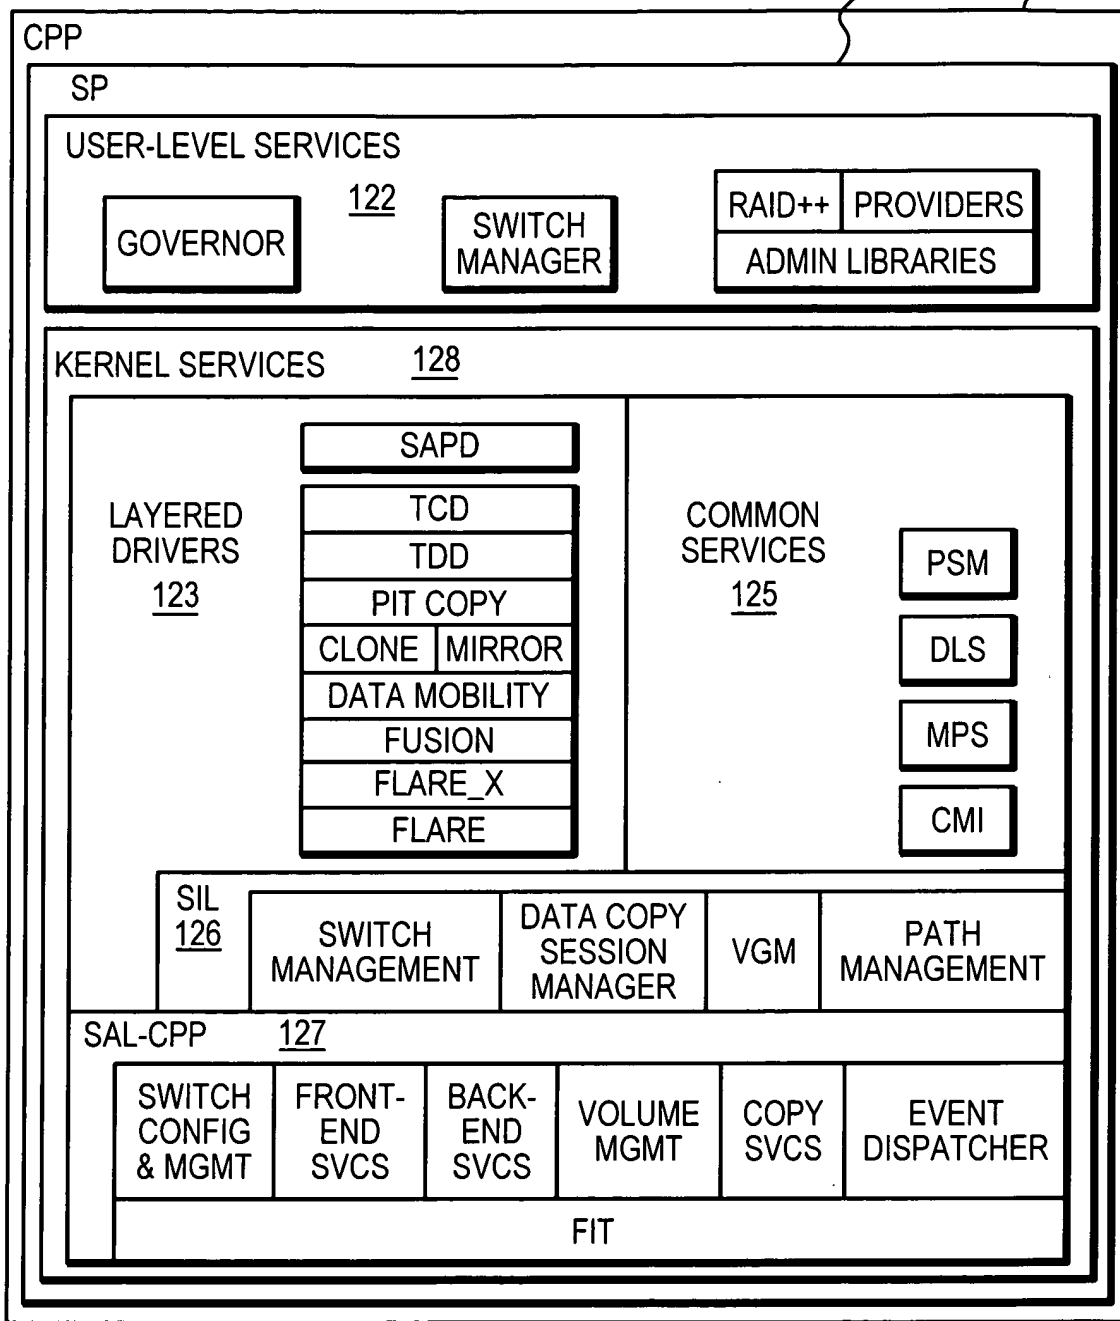 CPP
SP
USER-LEVEL SERVICES
122
GOVERNOR
SWITCH
MANAGER
RAID++ PROVIDERS
ADMIN LIBRARIES
KERNEL SERVICES 128
LAYERED
DRIVERS
123
SAPD
TCD
TDD
PIT COPY
CLONE MIRROR
DATA MOBILITY
FUSION
FLARE_X
FLARE
COMMON
SERVICES
125
PSM
DLS
MPS
CMI
SIL
126
SWITCH
MANAGEMENT
DATA COPY
SESSION
MANAGER
VGM
PATH
MANAGEMENT
SAL-CPP 127
SWITCH
CONFIG
& MGMT
FRONT-
END
SVCS
BACK-
END
SVCS
VOLUME
MGMT
COPY
SVCS
EVENT
DISPATCHER
FIT